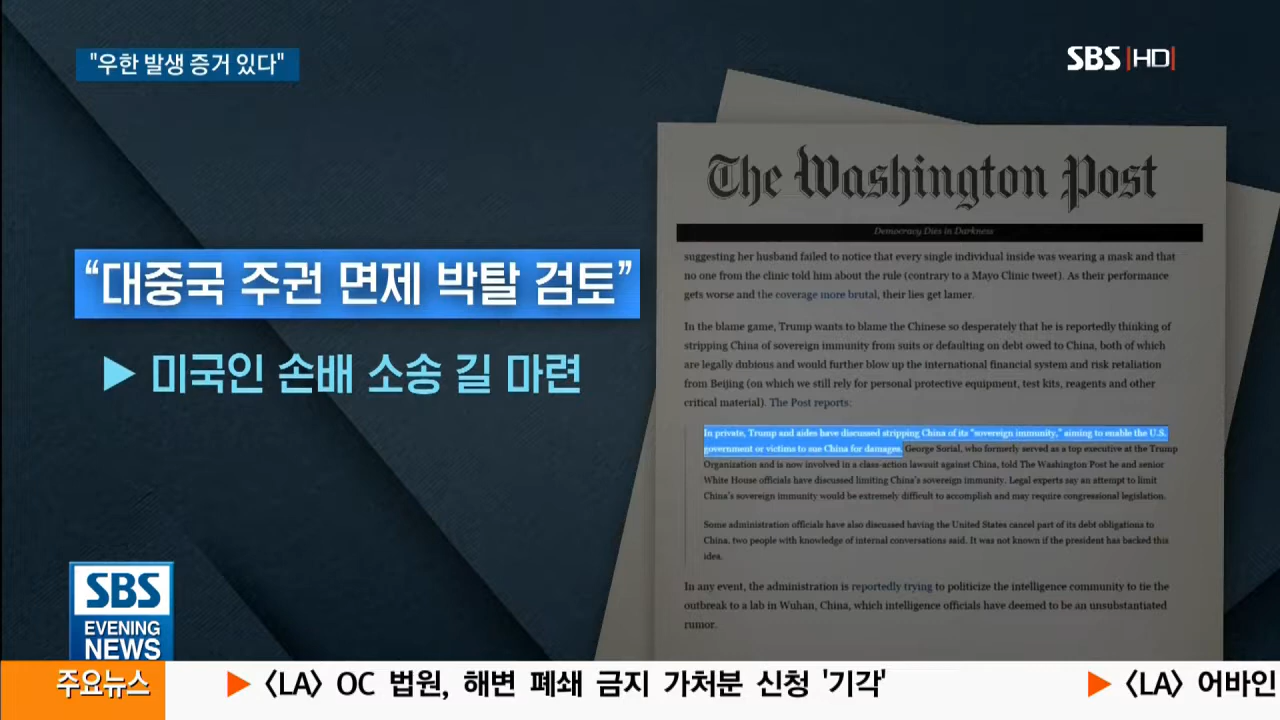 "우한 발생 증거 있다"
SBS HD
The Washington Post
Democracy Dies in Darkness
“대중국 주권 면제 박탈 검토”
▶ 미국인 손배 소송 길 마련
suggesting her husband failed to notice that every single individual inside was wearing a mask and that
no one from the clinic told him about the rule (contrary to a Mayo Clinic tweet). As their performance
gets worse and the coverage more brutal, their lies get lamer.
In the blame game, Trump wants to blame the Chinese so desperately that he is reportedly thinking of
stripping China of sovereign immunity from suits or defaulting on debt owed to China, both of which
are legally dubious and would further blow up the international financial system and risk retaliation
from Beijing (on which we still rely for personal protective equipment, test kits, reagents and other
critical material). The Post reports:
In private, Trump and aides have discussed stripping China of its "sovereign immunity," aiming to enable the U.S.
government or victims to sue China for damages. George Sorial, who formerly served as a top executive at the Trump
Organization and is now involved in a class-action lawsuit against China, told The Washington Post he and senior
White House officials have discussed limiting China's sovereign immunity. Legal experts say an attempt to limit
China's sovereign immunity would be extremely difficult to accomplish and may require congressional legislation.
Some administration officials have also discussed having the United States cancel part of its debt obligations to
China, two people with knowledge of internal conversations said. It was not known if the president has backed this
idea.
In any event, the administration is reportedly trying to politicize the intelligence community to tie the
outbreak to a lab in Wuhan, China, which intelligence officials have deemed to be an unsubstantiated
rumor.
SBS
EVENING
NEWS
주요뉴스
▶ 〈LA〉 OC 법원, 해변 폐쇄 금지 가처분 신청 '기각'
▶ 〈LA〉 어바인